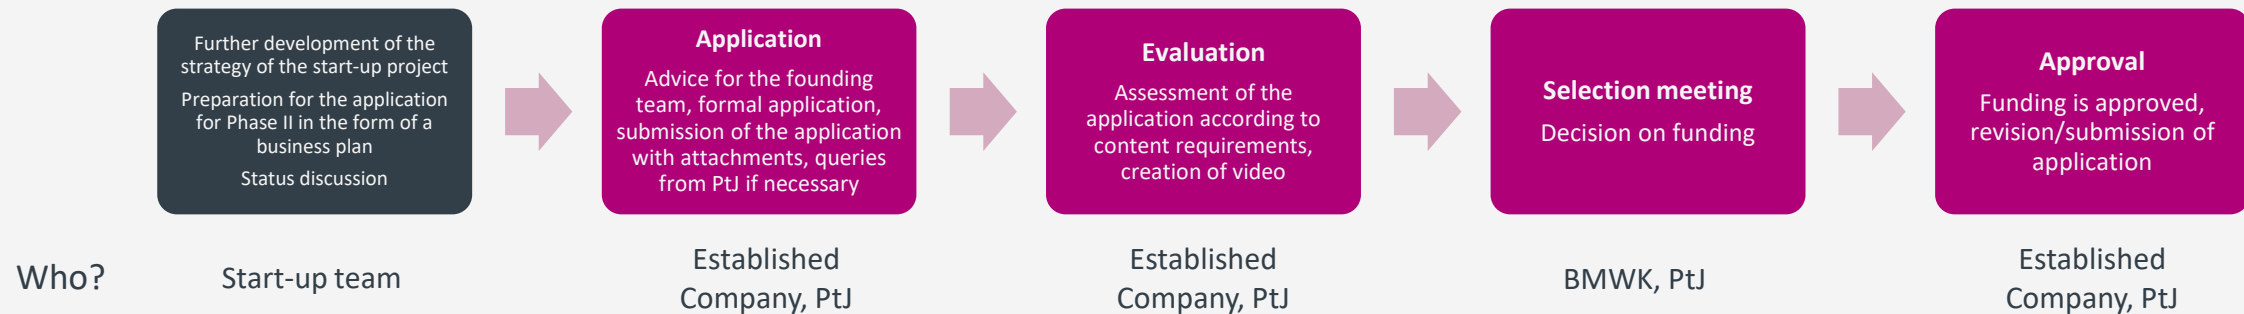 Further development of the
strategy of the start-up project
Preparation for the application
for Phase II in the form of a
business plan
Status discussion
Application
Advice for the founding
team, formal application,
submission of the application
with attachments, queries
from PtJ if necessary
Evaluation
Assessment of the
application according to
content requirements,
creation of video
Selection meeting
Decision on funding
Approval
Funding is approved,
revision/submission of
application
Who?
Start-up team
Established
Company, PtJ
Established
Company, PtJ
BMWK, PtJ
Established
Company, PtJ